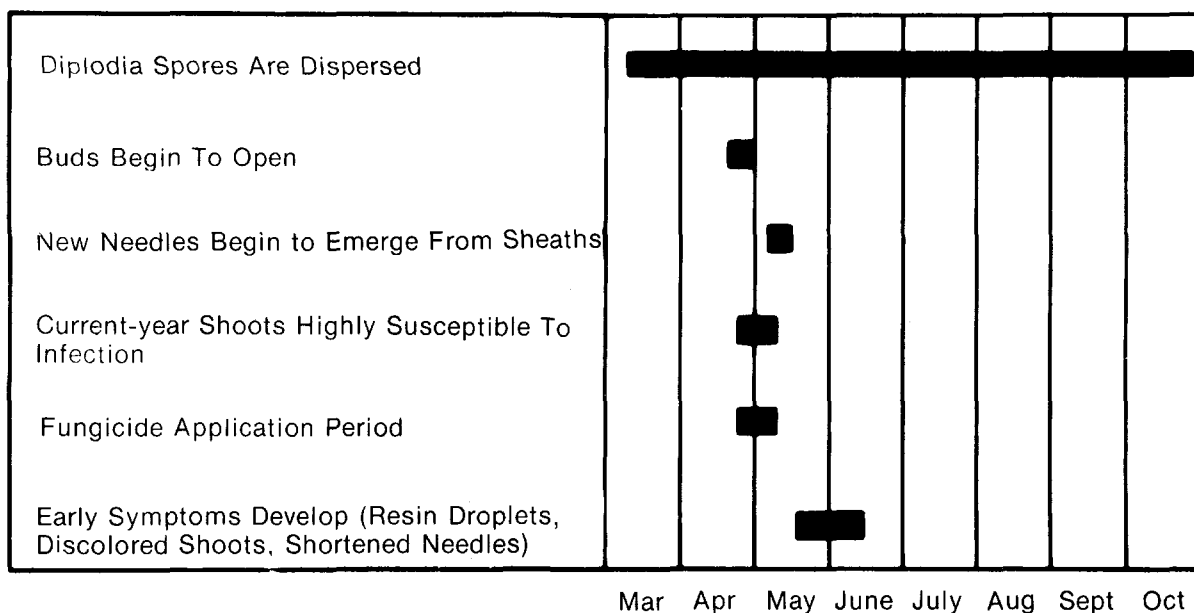 Diplodia Spores Are Dispersed
Buds Begin To Open
New Needles Begin to Emerge From Sheaths
Current-year Shoots Highly Susceptible To
Infection
Fungicide Application Period
Early Symptoms Develop (Resin Droplets,
Discolored Shoots, Shortened Needles)
Mar Apr May June July Aug Sept Oct